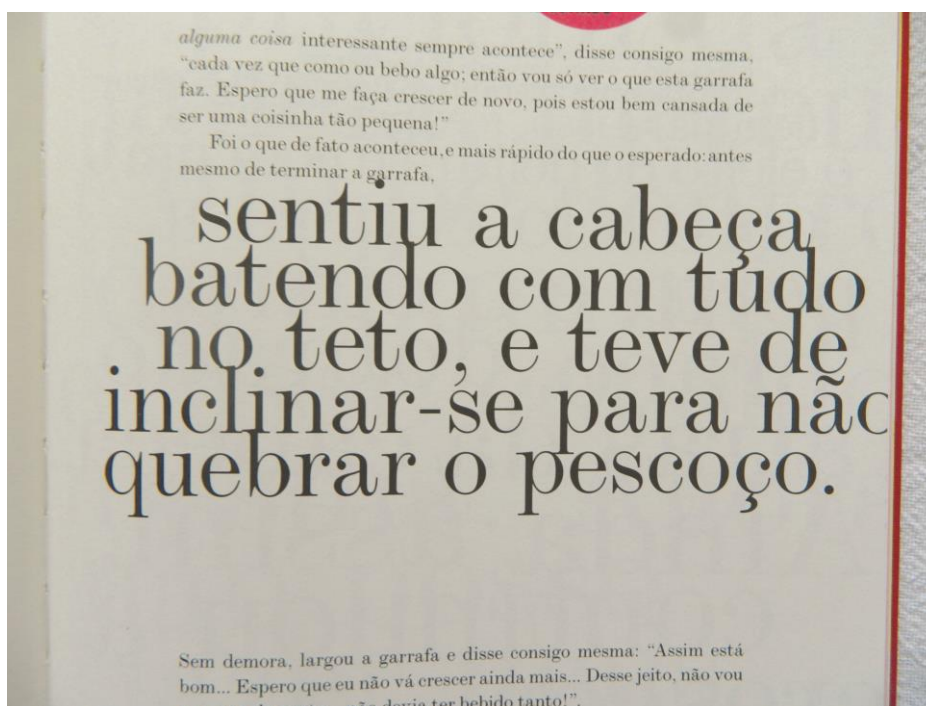 alguma coisa interessante sempre acontece”, disse consigo mesma,
“cada vez que como ou bebo algo; então vou só ver o que esta garrafa
faz. Espero que me faça crescer de novo, pois estou bem cansada de
ser uma coisinha tão pequena!”
Foi o que de fato aconteceu,e mais rápido do que o esperado:antes
mesmo de terminar a garrafa,
sentiu a cabeça
batendo com tudo
no teto, e teve de
inclinar-se para não
quebrar o pescoço.
Sem demora, largou a garrafa e disse consigo mesma: “Assim está
bom... Espero que eu não vá crescer ainda mais... Desse jeito, não vou
ter bebido tanto!”